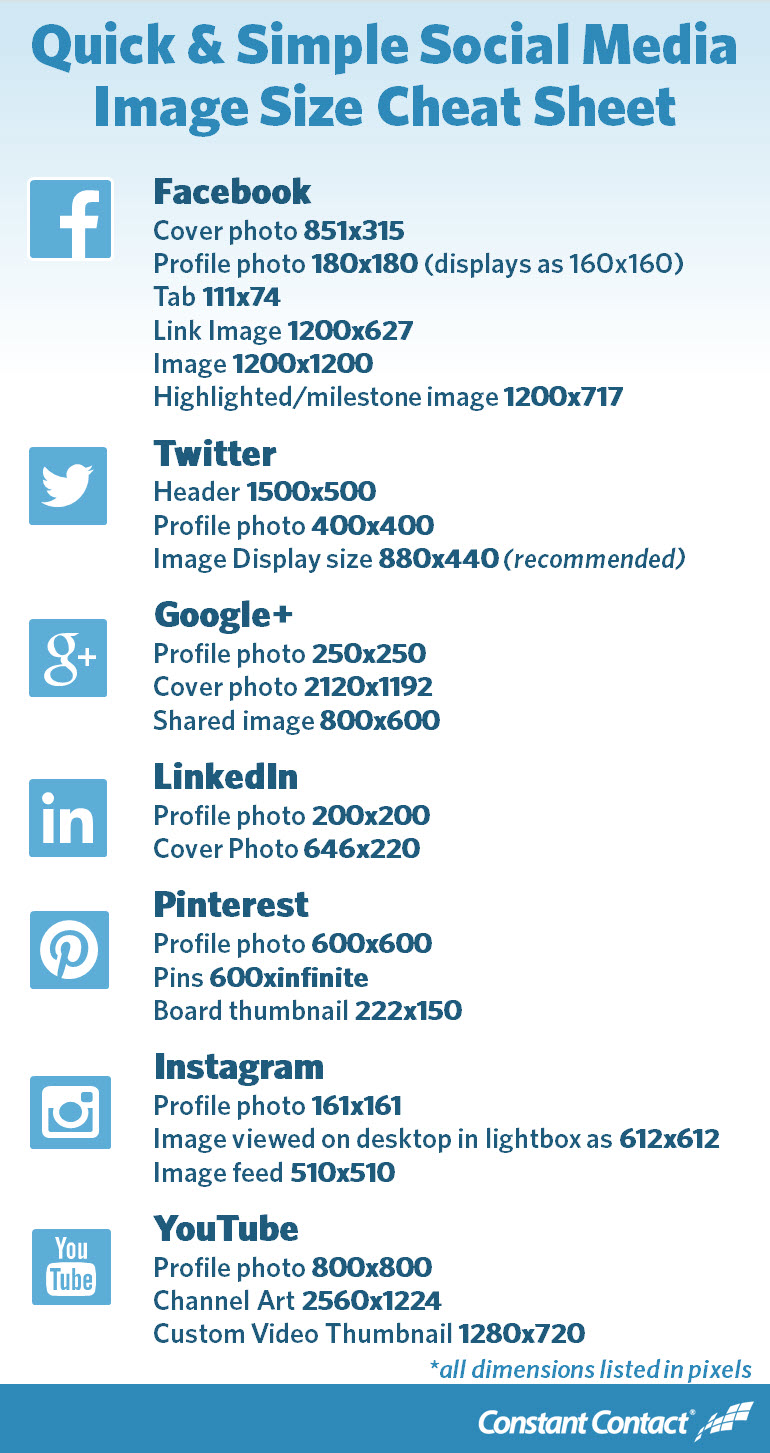 Quick & Simple Social Media
Image Size Cheat Sheet
f
Facebook
Cover photo 851x315
Profile photo 180x180 (displays as 160x160)
Tab 111x74
Link Image 1200x627
Image 1200x1200
Highlighted/milestone image 1200x717
Twitter
Header 1500x500
Profile photo 400x400
Image Display size 880x440 (recommended)
g+
Google+
Profile photo 250x250
Cover photo 2120x1192
Shared image 800x600
in
LinkedIn
Profile photo 200x200
Cover Photo 646x220
Pinterest
Profile photo 600x600
Pins 600xinfinite
Board thumbnail 222x150
Instagram
Profile photo 161x161
Image viewed on desktop in lightbox as 612x612
Image feed 510x510
You
Tube
YouTube
Profile photo 800x800
Channel Art 2560x1224
Custom Video Thumbnail 1280x720
*all dimensions listed in pixels
Constant Contact®